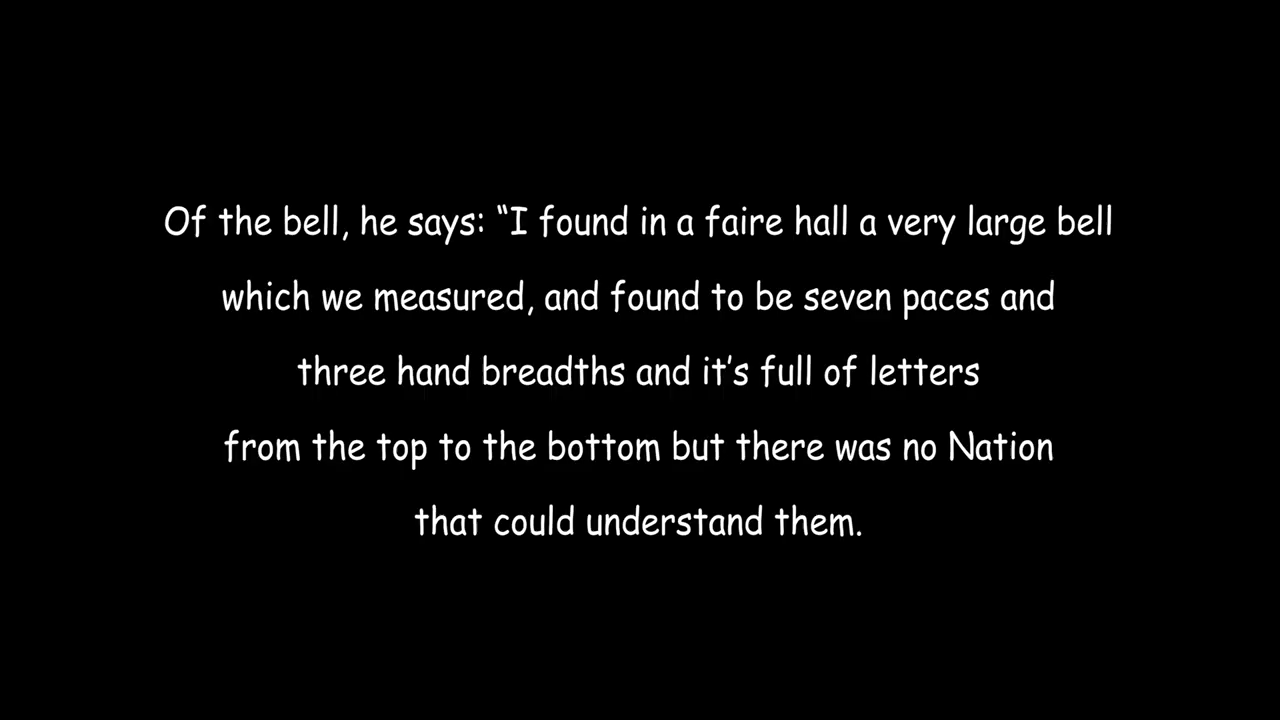 Of the bell, he says: “I found in a faire hall a very large bell
which we measured, and found to be seven paces and
three hand breadths and it’s full of letters
from the top to the bottom but there was no Nation
that could understand them.